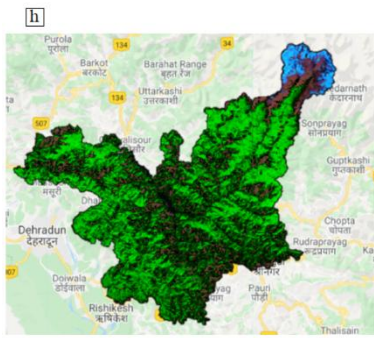 h
Purola
पुरोला
134
34
Barkot
बरकोट
Barahat Range
बृहत रेंज
134
Uttarkashi
उत्तरकाशी
507
Sonprayag
सोनप्रयाग
Guptkashi
गुप्तकाशी
मसूरी
Chopta
चोपता
Dehradun
देहरादून
Rudraprayag
रूद्रप्रयाग
Doiwala
डोईवाला
Pauri
पौड़ी
Rishikesh
ऋषिकेश
Thalisain